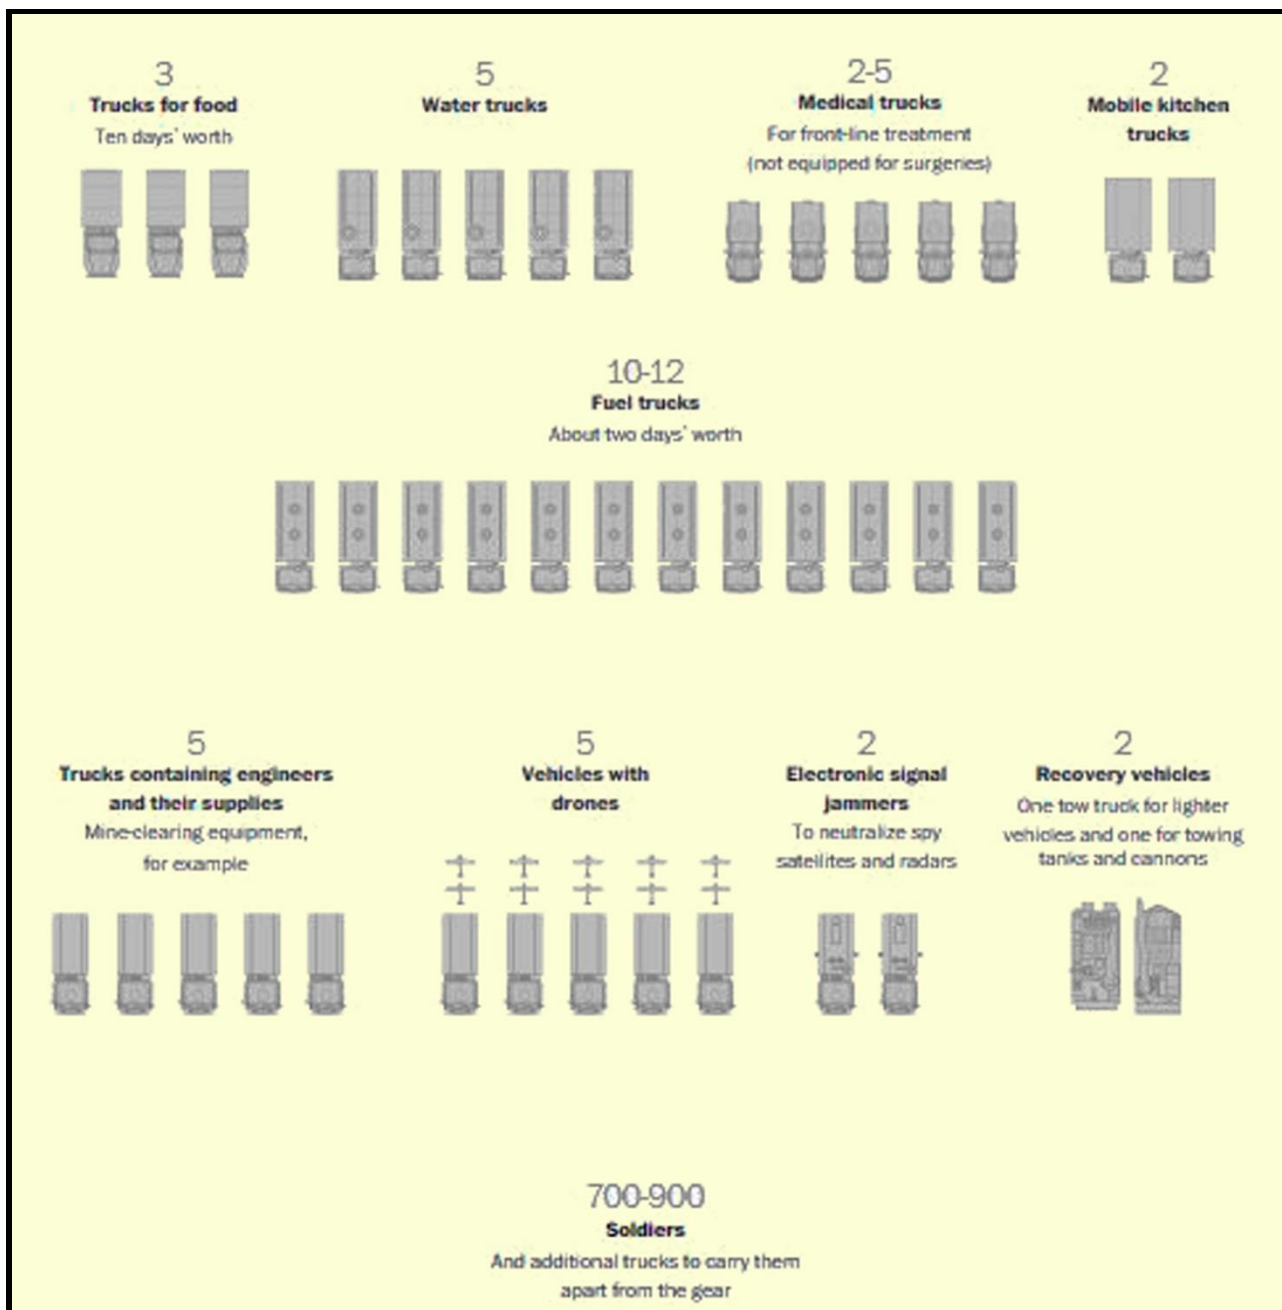 3
Trucks for food
Ten days' worth
5
Water trucks
2-5
Medical trucks
For front-line treatment
(not equipped for surgeries)
2
Mobile kitchen
trucks
10-12
Fuel trucks
About two days' worth
5
Trucks containing engineers
and their supplies
Mine-clearing equipment,
for example
5
Vehicles with
drones
2
Electronic signal
jammers
To neutralize spy
satellites and radars
2
Recovery vehicles
One tow truck for lighter
vehicles and one for towing
tanks and cannons
700-900
Soldiers
And additional trucks to carry them
apart from the gear